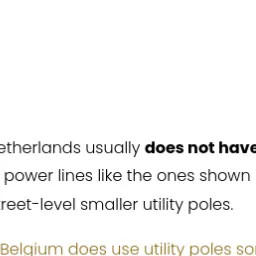 etherlands usually does not have
power lines like the ones shown
reet-level smaller utility poles.
Belgium does use utility poles so